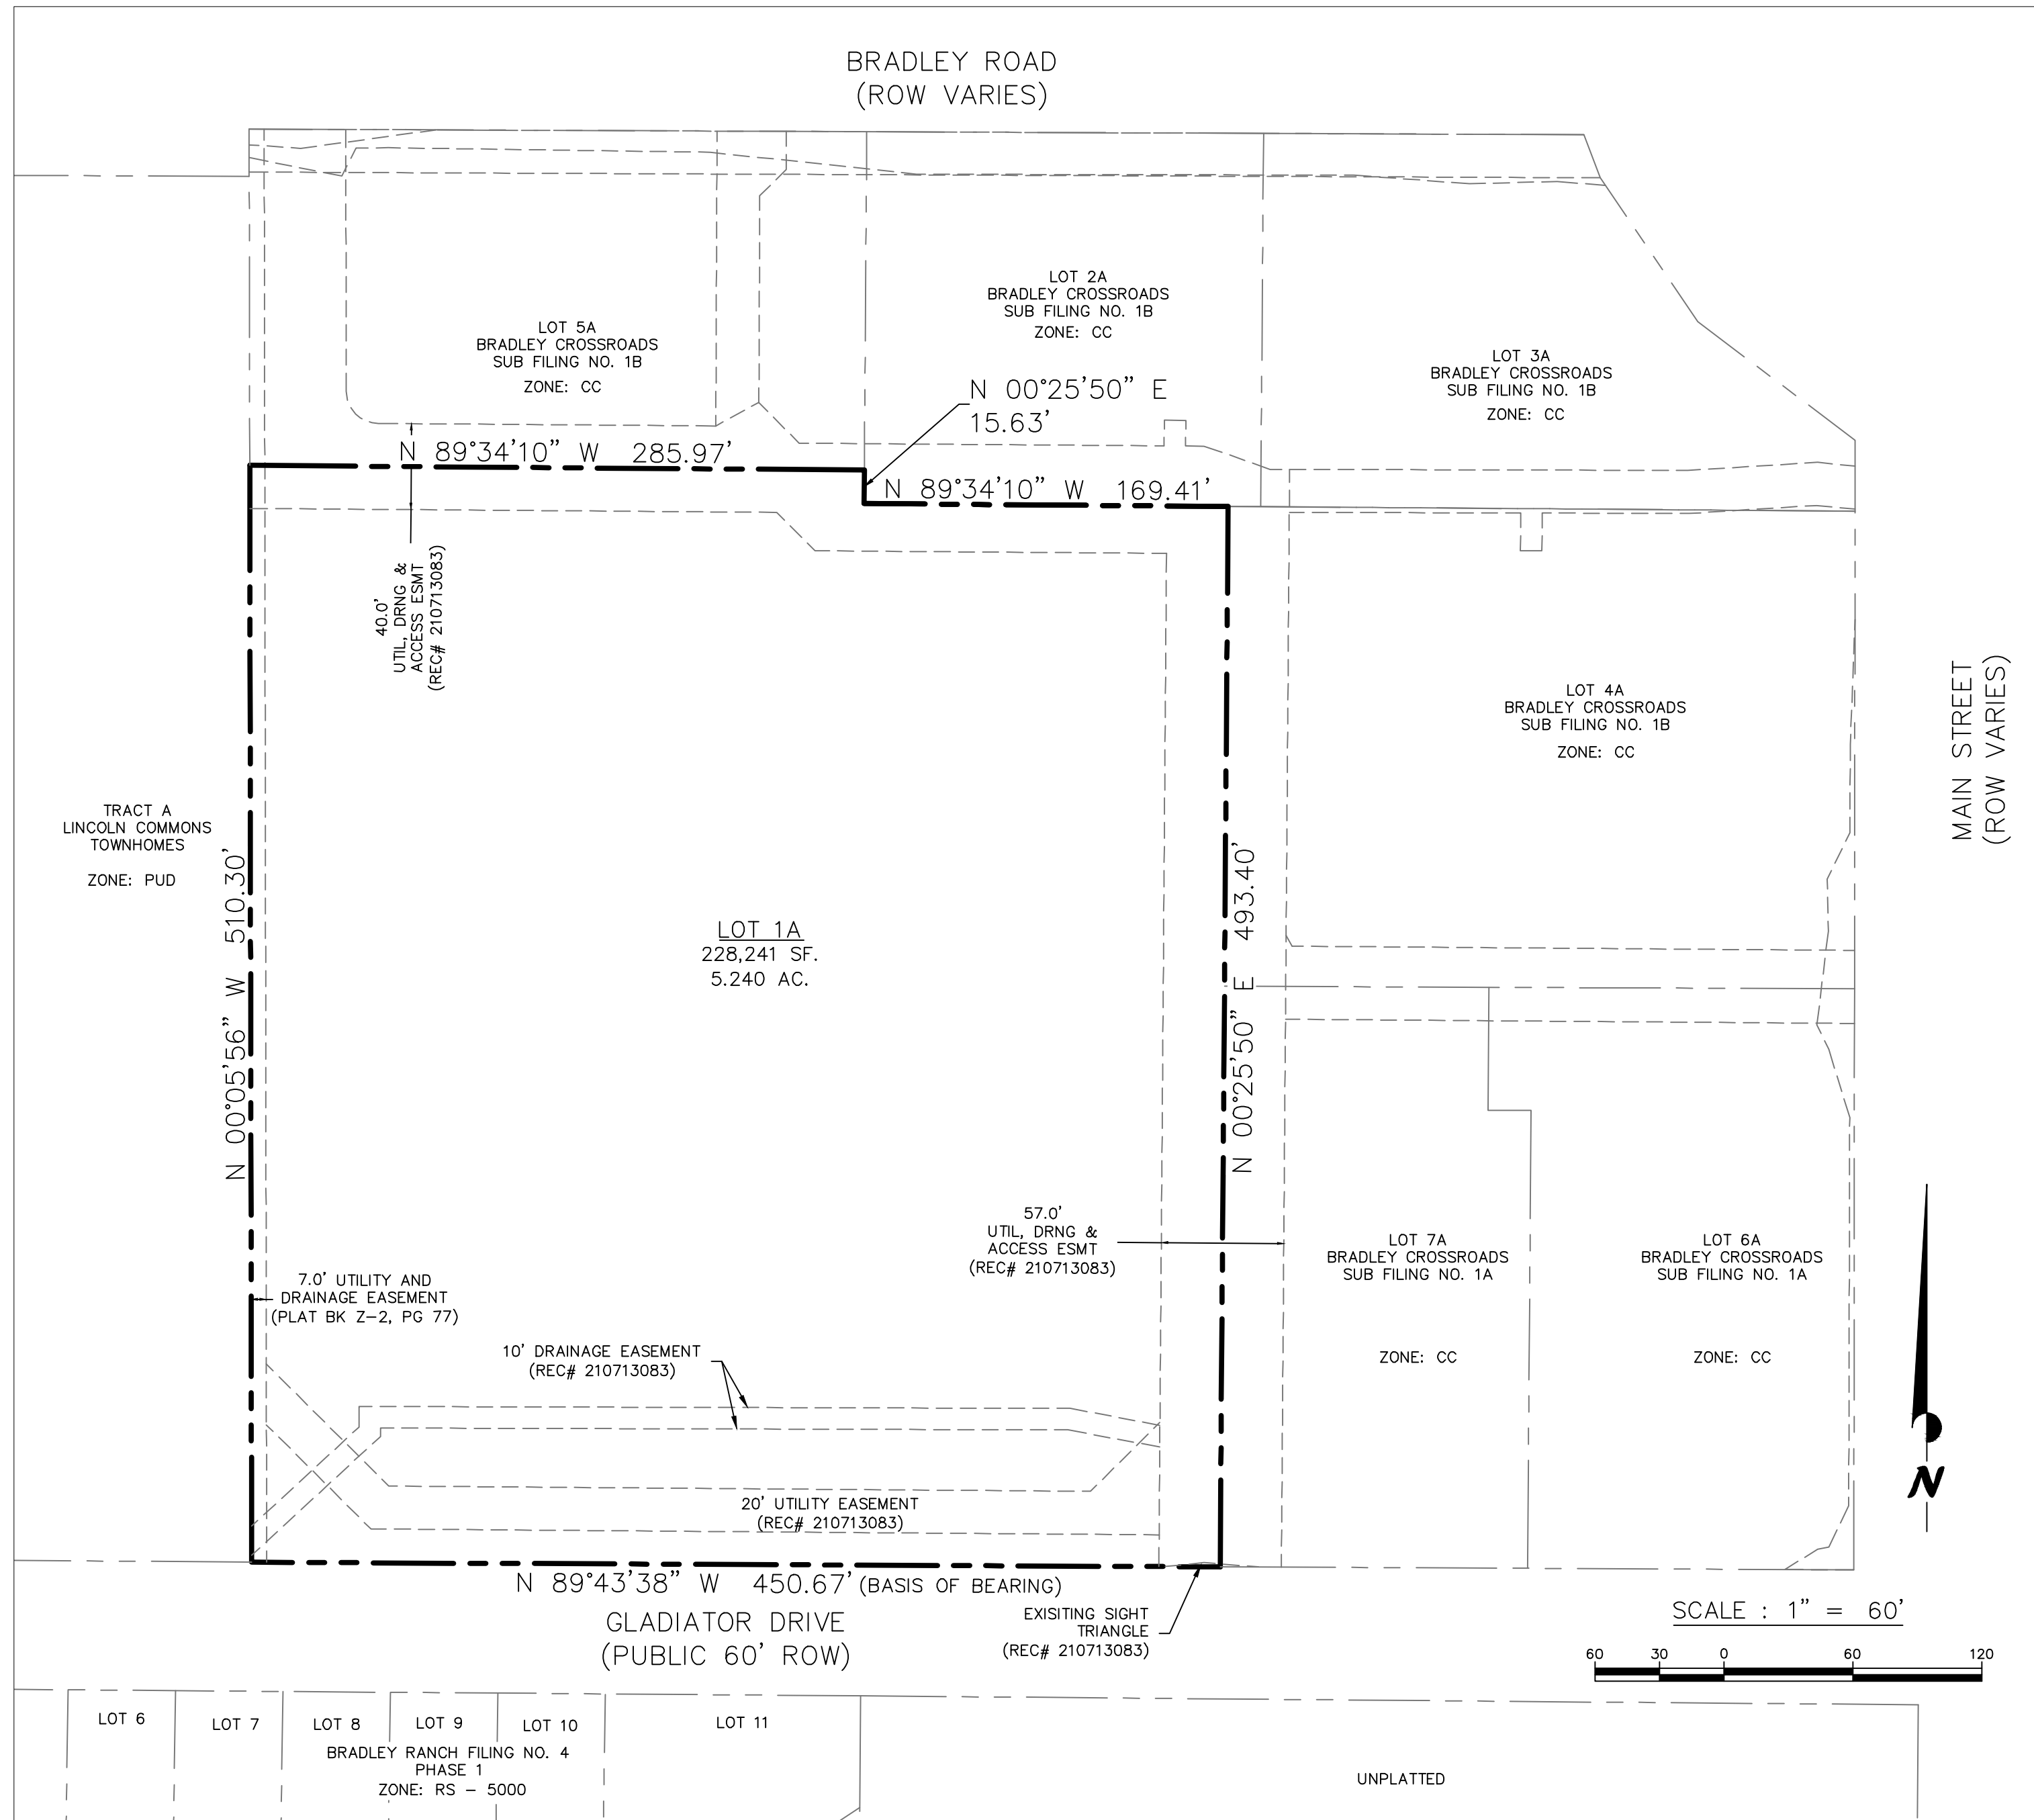 BRADLEY ROAD
(ROW VARIES)
LOT 2A
BRADLEY CROSSROADS
SUB FILING NO. 1B
ZONE: CC
LOT 5A
BRADLEY CROSSROADS
SUB FILING NO. 1B
ZONE: CC
LOT 3A
BRADLEY CROSSROADS
SUB FILING NO. 1B
ZONE: CC
N 00°25'50" E
15.63'
N 89°34'10" W 285.97'
N 89°34'10" W 169.41'
40.0'
UTIL, DRNG &
ACCESS ESMT
(REC# 210713083)
LOT 4A
BRADLEY CROSSROADS
SUB FILING NO. 1B
ZONE: CC
MAIN STREET
(ROW VARIES)
TRACT A
LINCOLN COMMONS
TOWNHOMES
ZONE: PUD
N 00°05'56" W 510.30'
LOT 1A
228,241 SF.
5.240 AC.
N 00°25'50" E 493.40'
57.0'
UTIL, DRNG &
ACCESS ESMT
(REC# 210713083)
LOT 7A
BRADLEY CROSSROADS
SUB FILING NO. 1A
ZONE: CC
LOT 6A
BRADLEY CROSSROADS
SUB FILING NO. 1A
ZONE: CC
7.0' UTILITY AND
DRAINAGE EASEMENT
(PLAT BK Z-2, PG 77)
10' DRAINAGE EASEMENT
(REC# 210713083)
N
20' UTILITY EASEMENT
(REC# 210713083)
N 89°43'38" W 450.67' (BASIS OF BEARING)
GLADIATOR DRIVE
(PUBLIC 60' ROW)
EXISITING SIGHT
TRIANGLE
(REC# 210713083)
SCALE : 1" = 60'
60 30 0 60 120
LOT 6
LOT 7
LOT 8
LOT 9
LOT 10
LOT 11
BRADLEY RANCH FILING NO. 4
PHASE 1
ZONE: RS - 5000
UNPLATTED